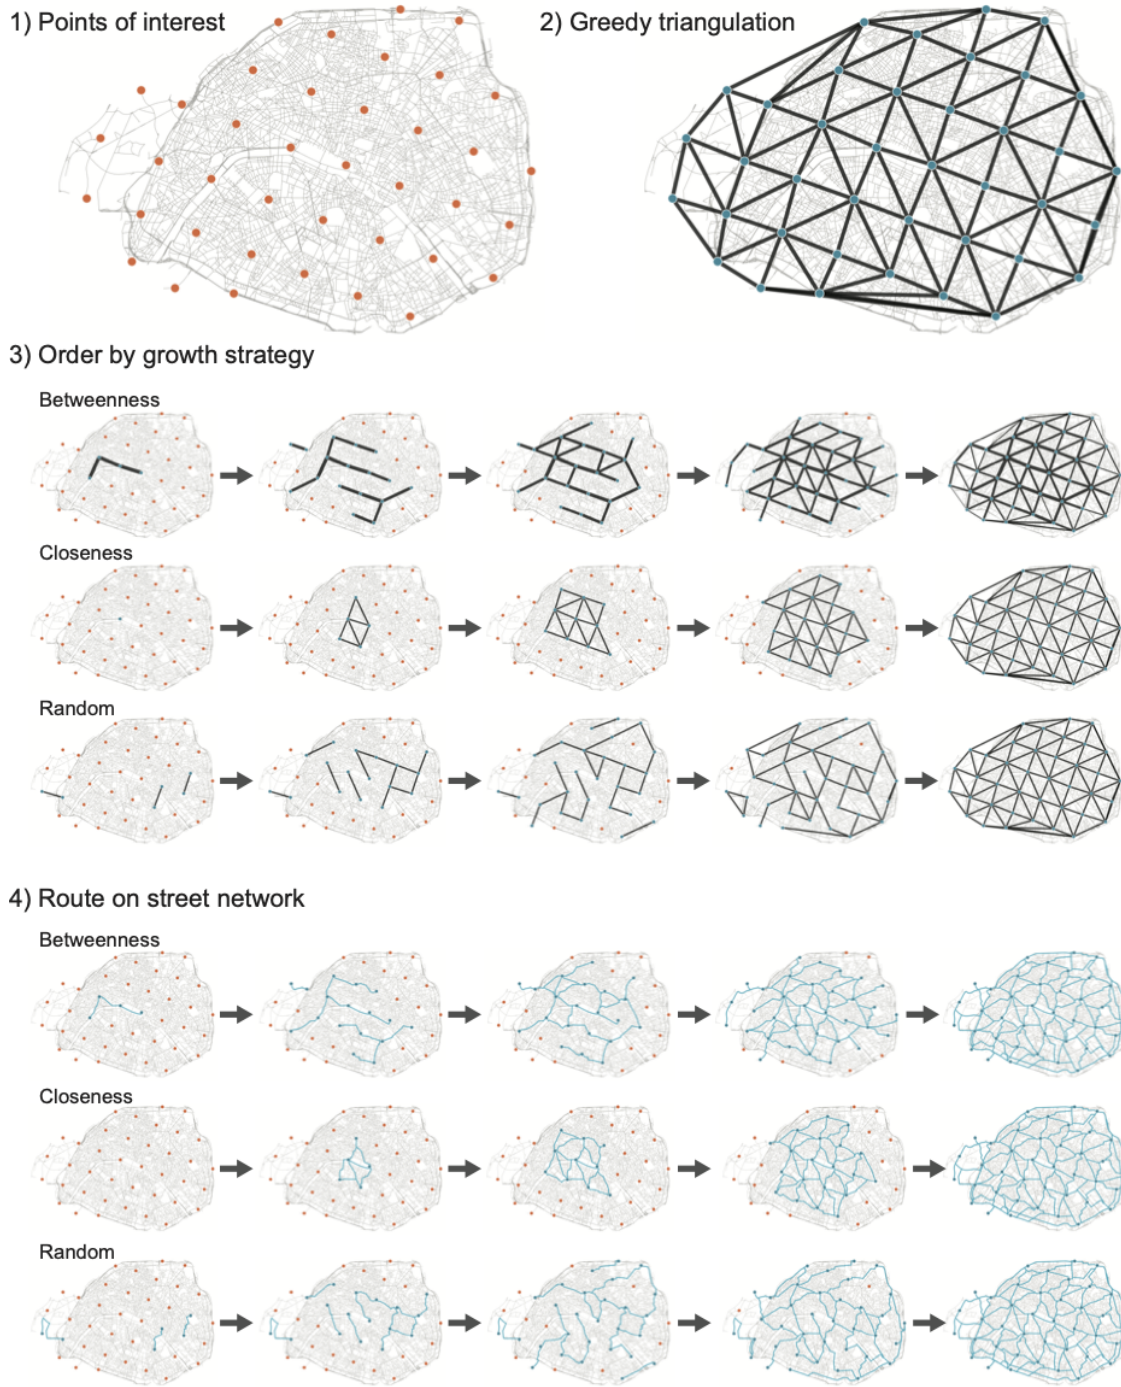 1) Points of interest
2) Greedy triangulation
3) Order by growth strategy
Betweenness
Closeness
Random
4) Route on street network
Betweenness
Closeness
Random